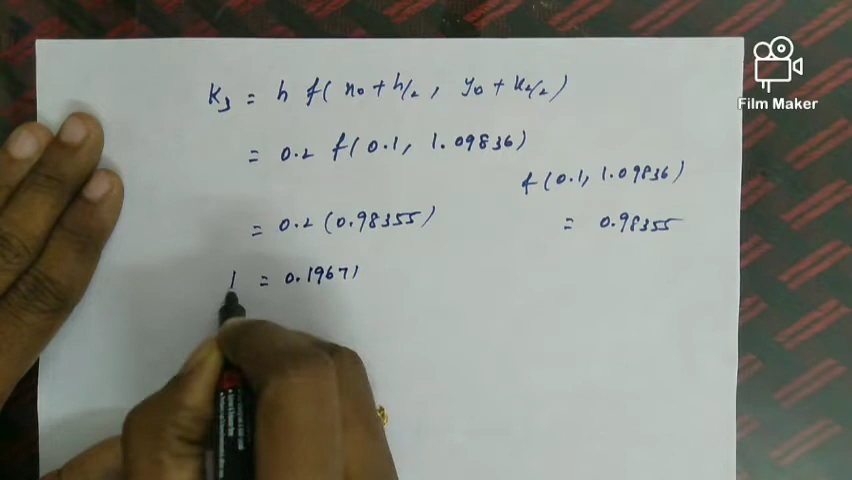 K₃ = h f( x₀ + h/₂ , y₀ + k₂/₂ )
= 0.2 f(0.1, 1.09836)
f(0.1, 1.09836)
= 0.2 (0.98355)
= 0.98355
= 0.19671
Film Maker